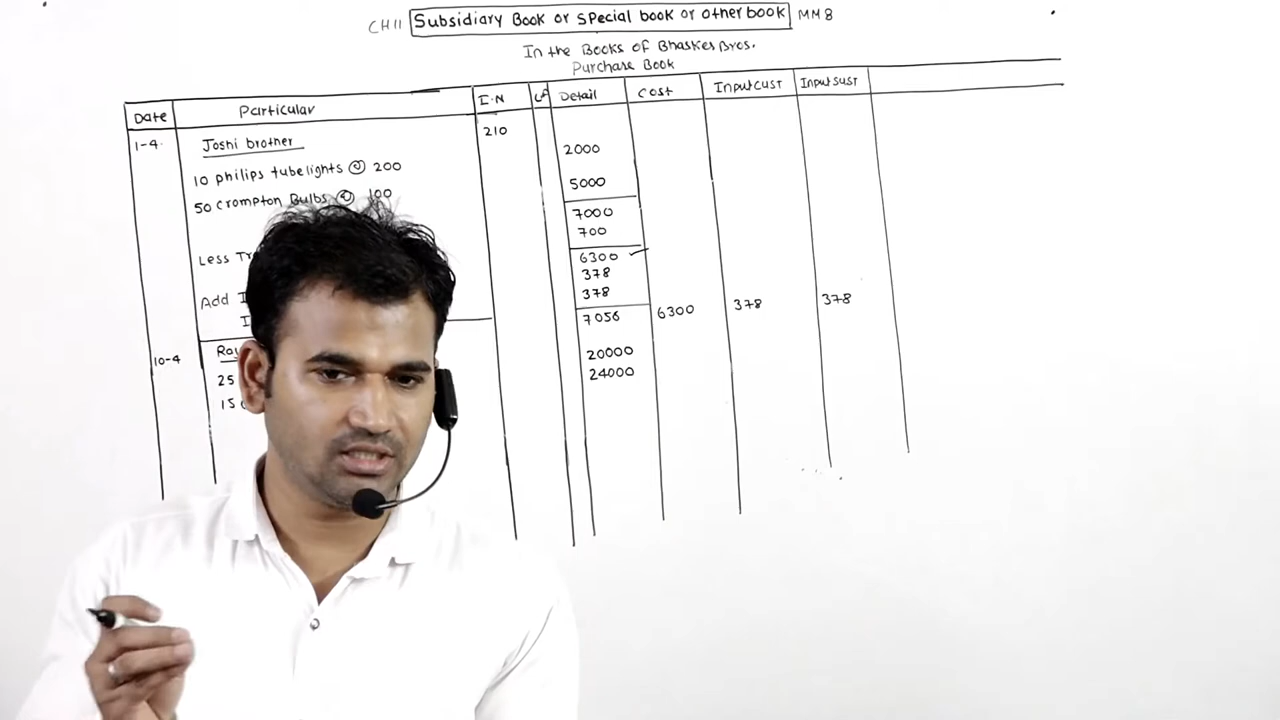 CH11 Subsidiary Book or special book or other book MM8
In the Books of Bhasker Bros.
Purchase Book
Date Particular I.N LF Detail Cost Input CUST Input SUST
1-4 Joshi brother 210
10 philips tubelights @ 200 2000
50 Crompton Bulbs @ 100 5000
7000
Less 700
6300
378
Add 378
7056 6300 378 378
10-4 20000
25 24000
15